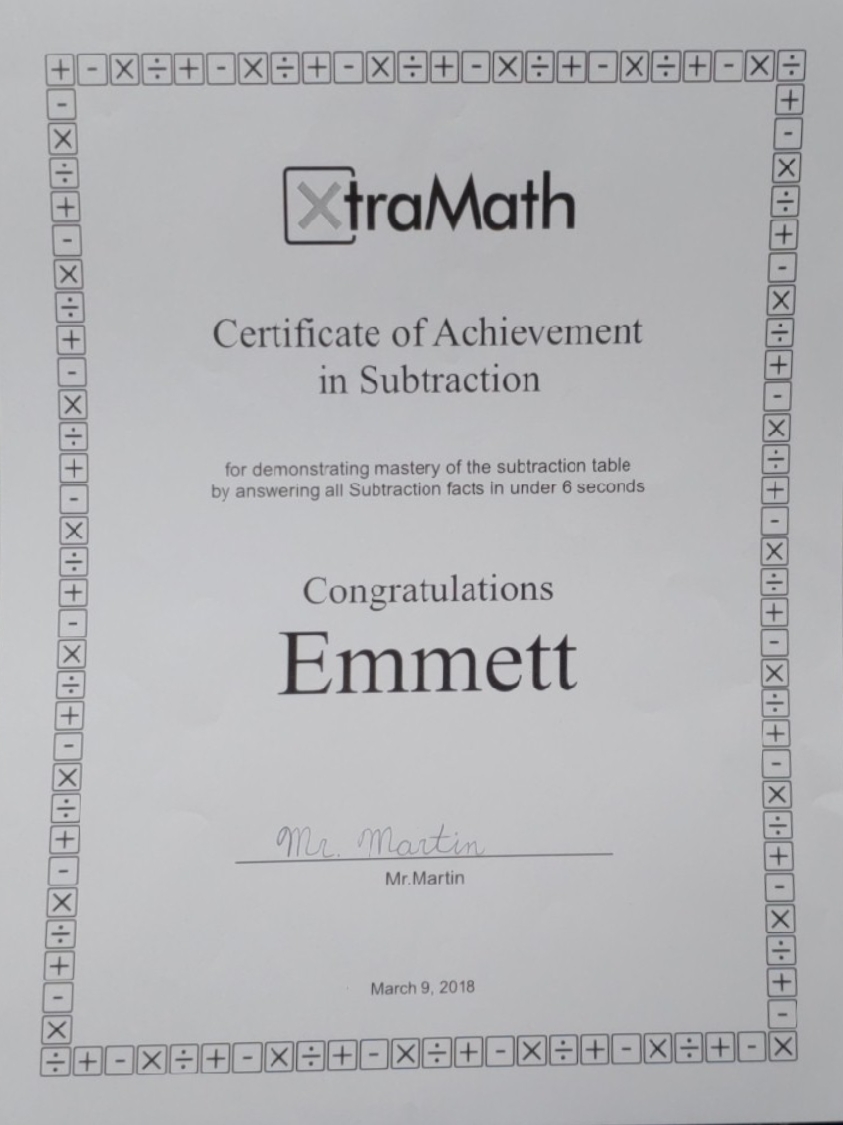 + - × ÷ + - × ÷ + - × ÷ + - × ÷ + - × ÷ + - × ÷
XtraMath
Certificate of Achievement
in Subtraction
for demonstrating mastery of the subtraction table
by answering all Subtraction facts in under 6 seconds
Congratulations
Emmett
Mr. Martin
Mr.Martin
March 9, 2018
÷ + - × ÷ + - × ÷ + - × ÷ + - × ÷ + - × ÷ + - ×